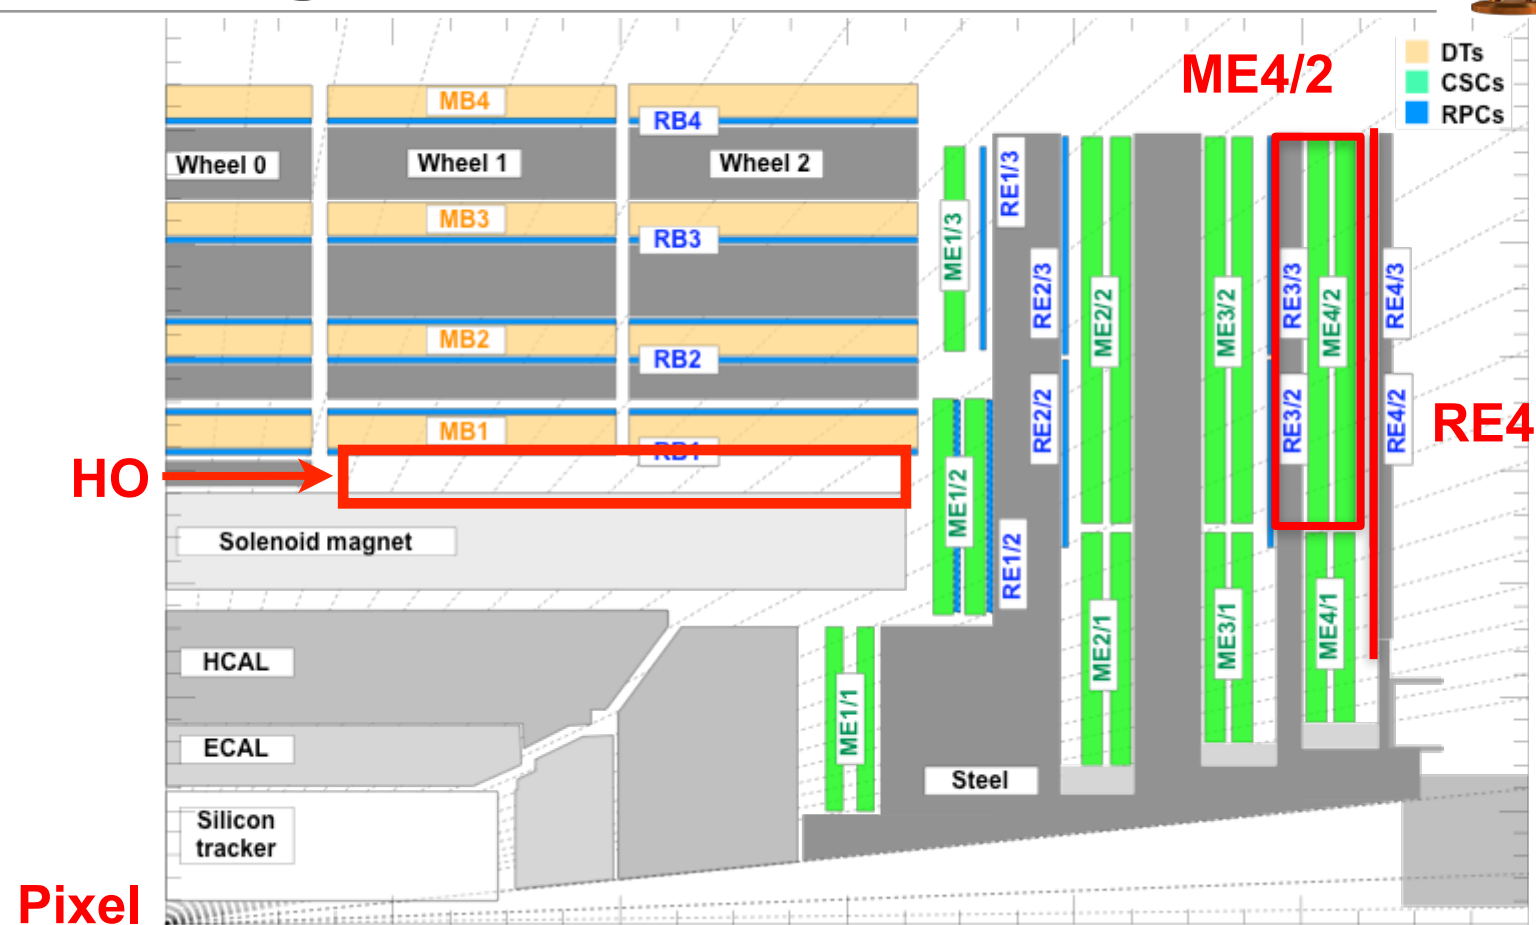 ME4/2
DTs
CSCs
RPCs
MB4
RB4
Wheel 0
Wheel 1
Wheel 2
MB3
RB3
MB2
RB2
MB1
RB1
HO
Solenoid magnet
HCAL
ECAL
Silicon
tracker
Pixel
ME1/3
RE1/3
RE2/3
ME2/2
ME3/2
RE3/3
ME4/2
RE4/3
RE2/2
RE3/2
RE4/2
RE4
ME1/2
RE1/2
ME2/1
ME3/1
ME4/1
ME1/1
Steel